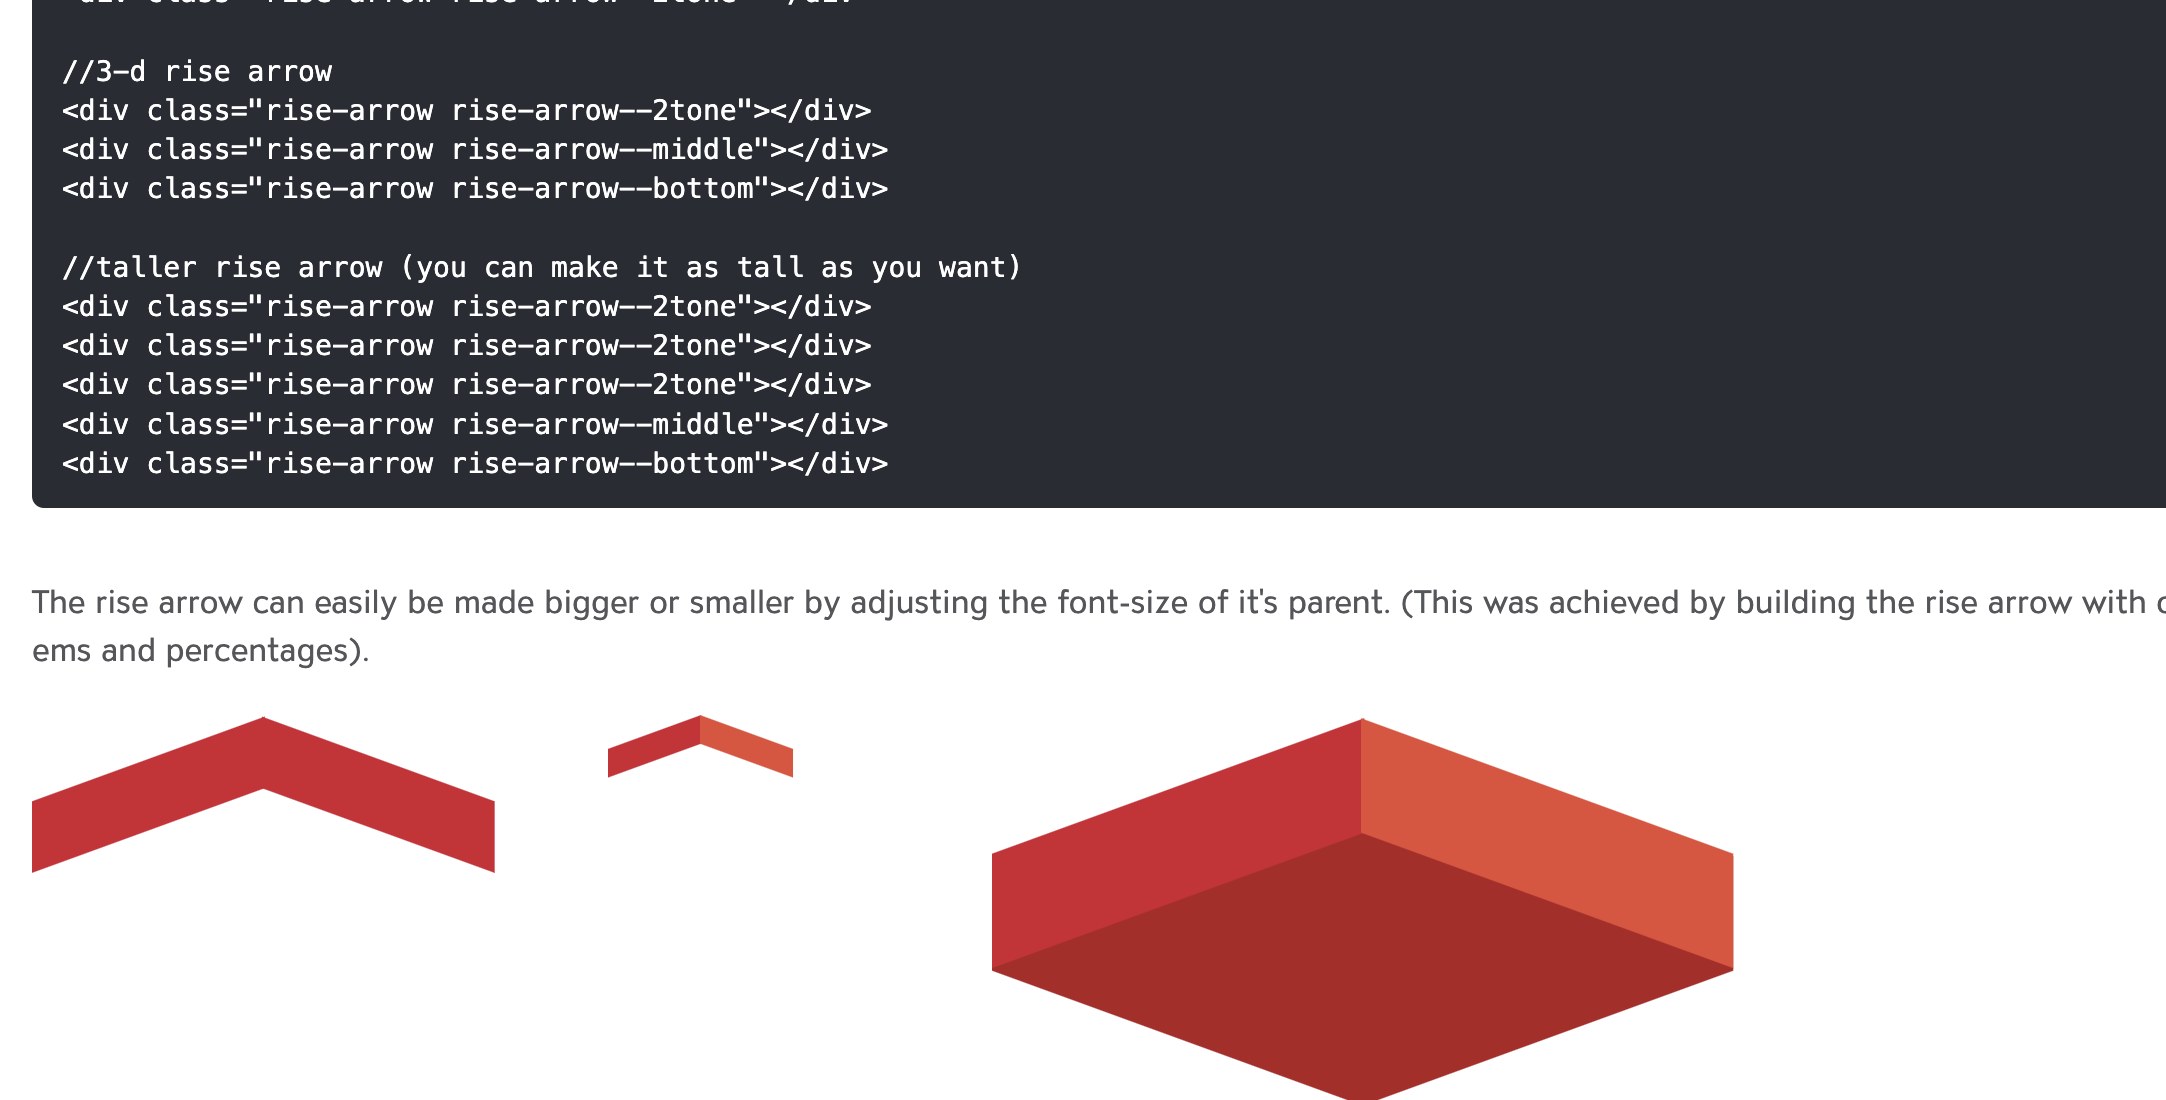 //3-d rise arrow
<div class="rise-arrow rise-arrow--2tone"></div>
<div class="rise-arrow rise-arrow--middle"></div>
<div class="rise-arrow rise-arrow--bottom"></div>
//taller rise arrow (you can make it as tall as you want)
<div class="rise-arrow rise-arrow--2tone"></div>
<div class="rise-arrow rise-arrow--2tone"></div>
<div class="rise-arrow rise-arrow--2tone"></div>
<div class="rise-arrow rise-arrow--middle"></div>
<div class="rise-arrow rise-arrow--bottom"></div>
The rise arrow can easily be made bigger or smaller by adjusting the font-size of it's parent. (This was achieved by building the rise arrow with
ems and percentages).